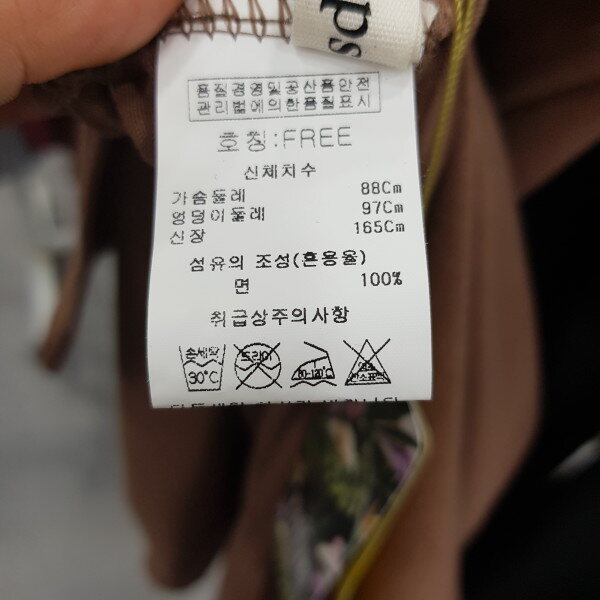 sd
품질경영및공산품안전
관리법에의한품질표시
호칭:FREE
신체치수
가슴둘레 88Cm
엉덩이둘레 97Cm
신장 165Cm
섬유의 조성(혼용율)
면 100%
취급상주의사항
손세탁 드라이
30℃ 80-120℃